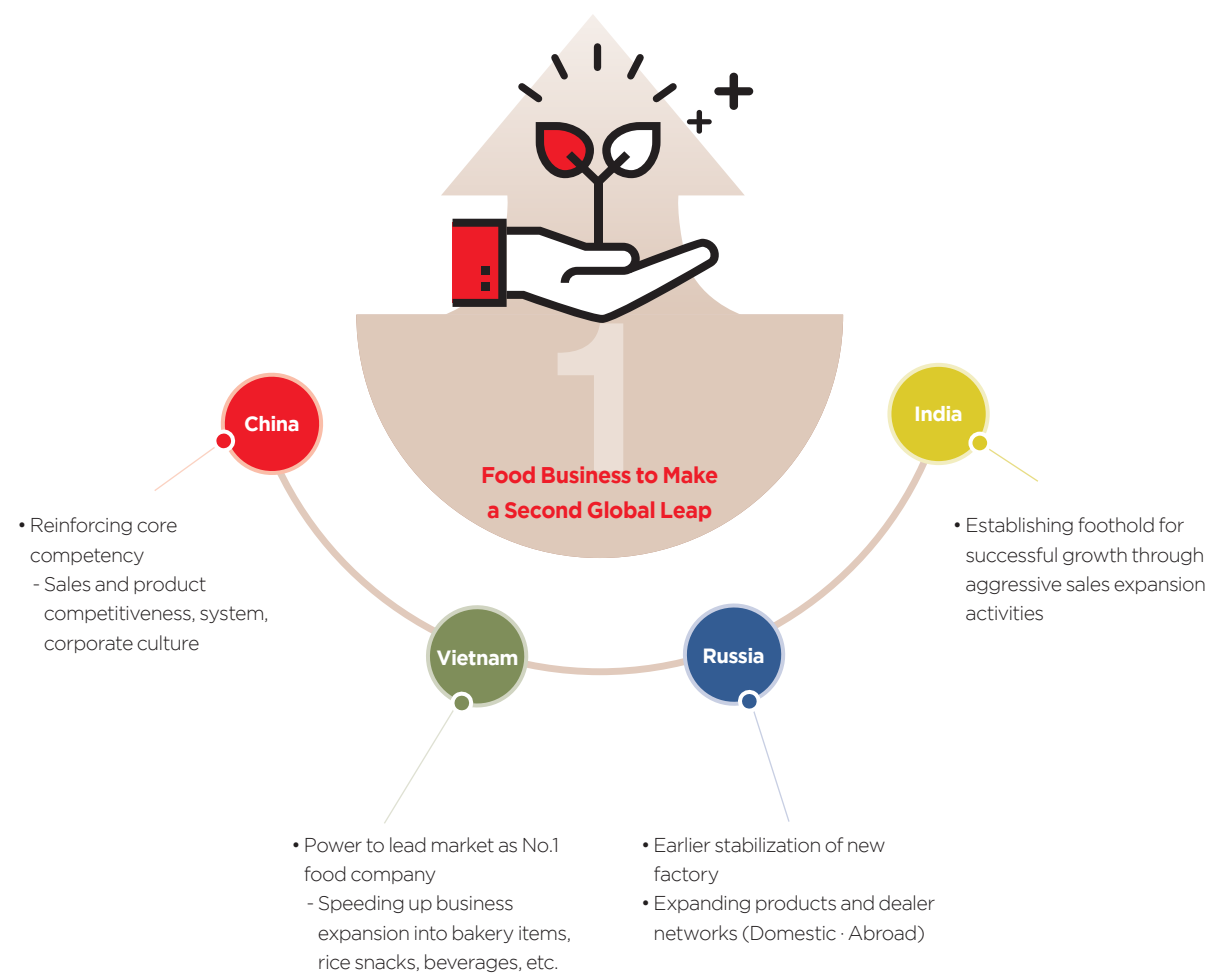 1
Food Business to Make
a Second Global Leap
China
• Reinforcing core
competency
- Sales and product
competitiveness, system,
corporate culture
Vietnam
• Power to lead market as No.1
food company
- Speeding up business
expansion into bakery items,
rice snacks, beverages, etc.
Russia
• Earlier stabilization of new
factory
• Expanding products and dealer
networks (Domestic · Abroad)
India
• Establishing foothold for
successful growth through
aggressive sales expansion
activities